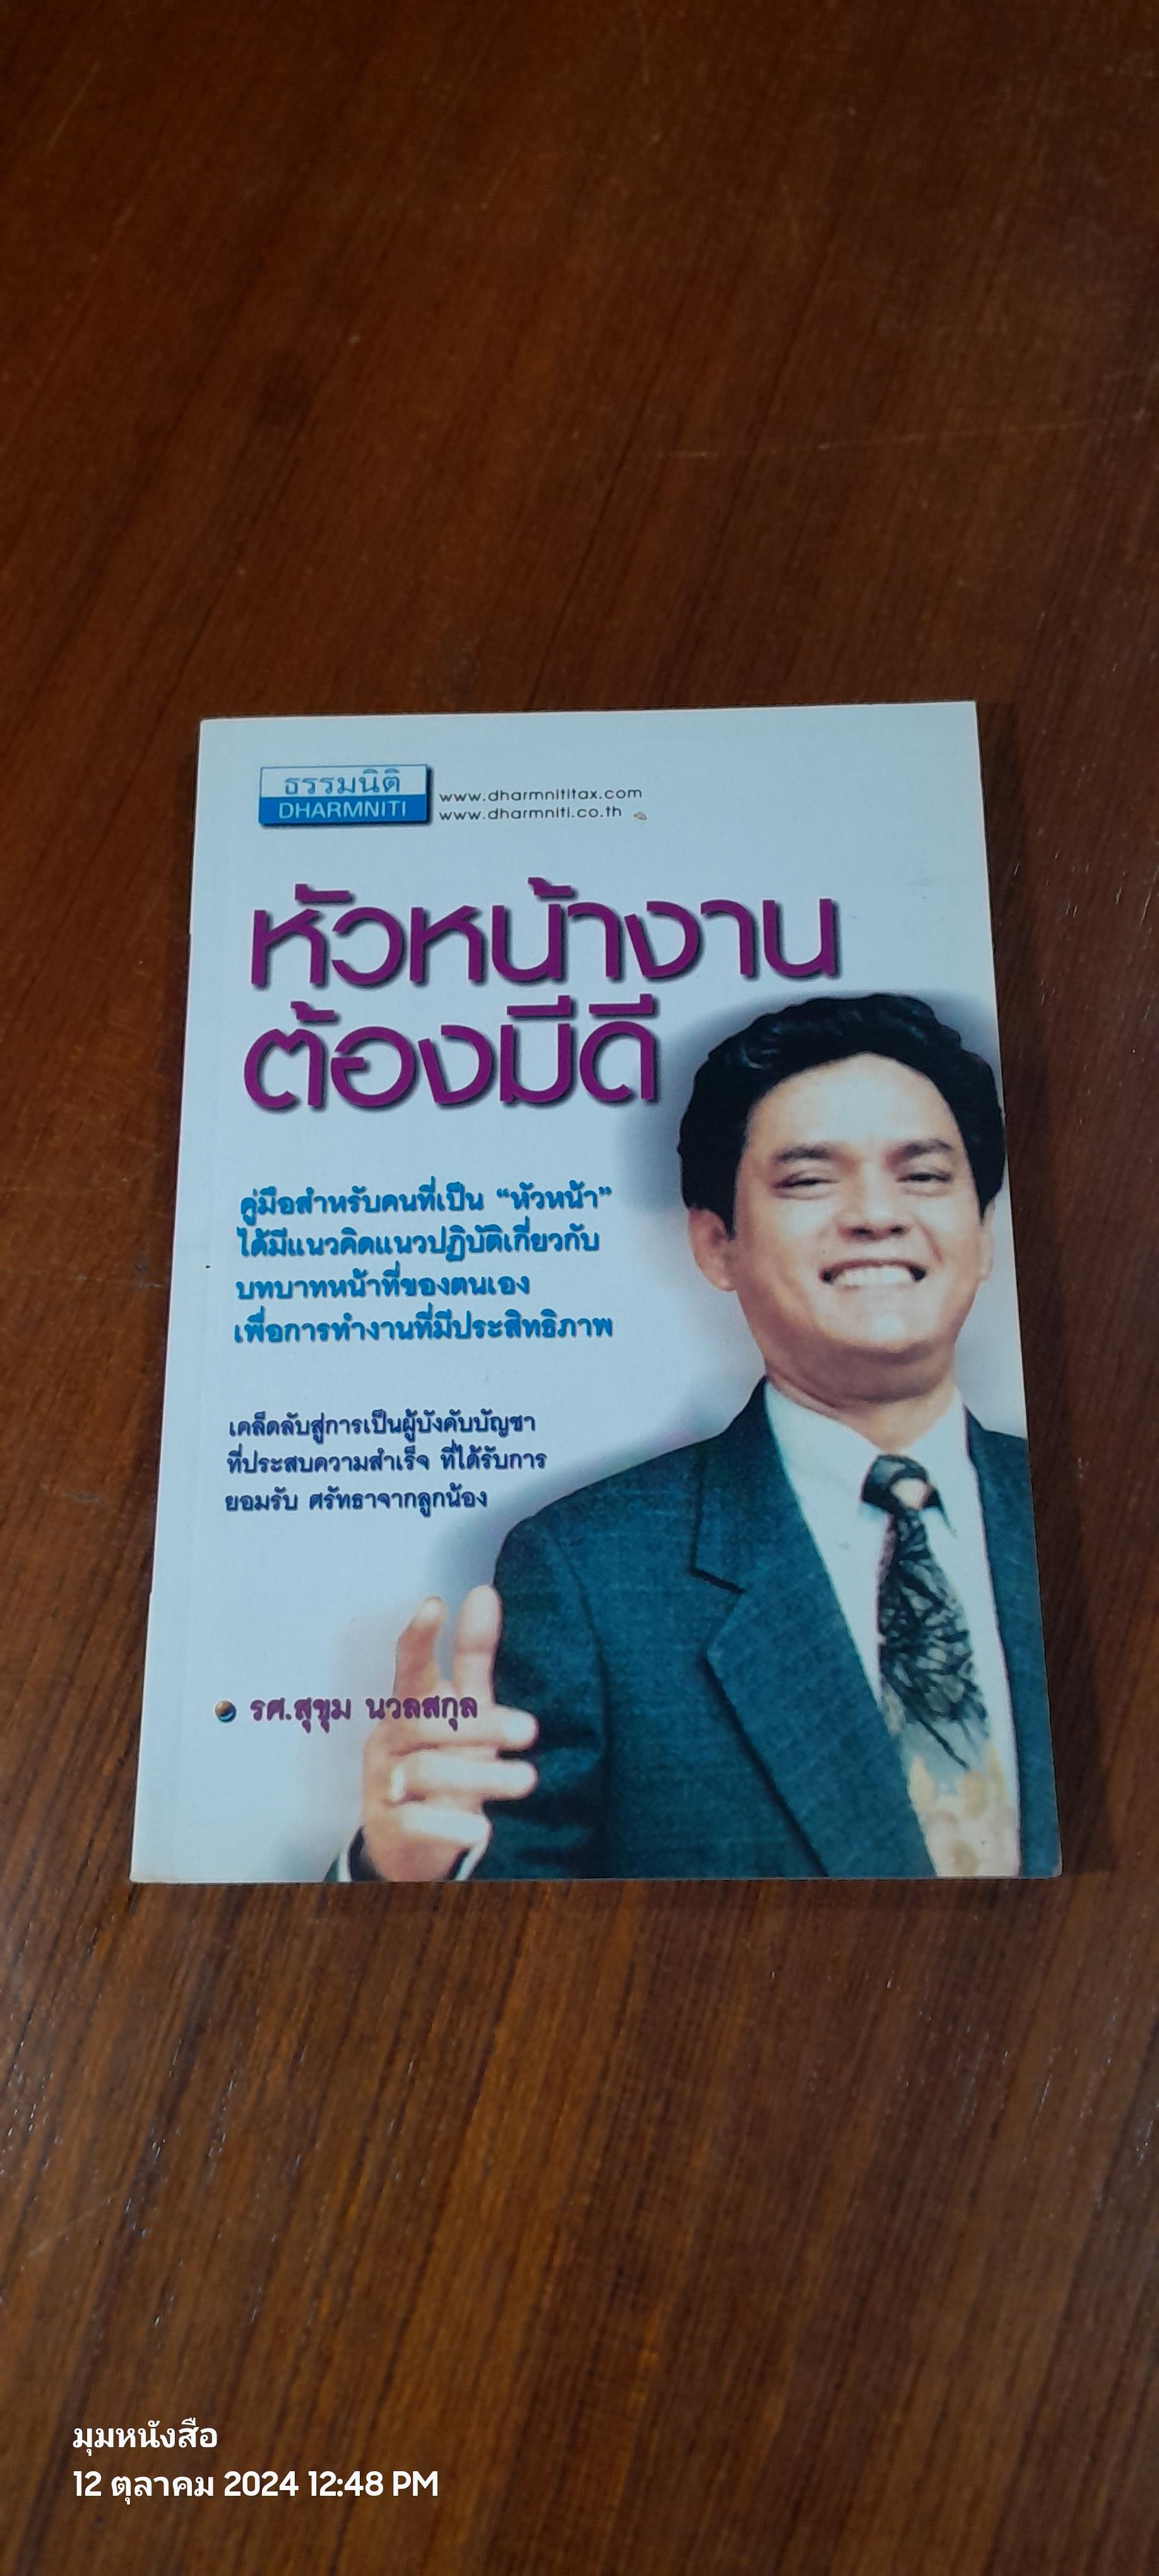 ธรรมนิติ
DHARMNITI
www.dharmnititax.com
www.dharmniti.co.th
หัวหน้างาน
ต้องมีดี
คู่มือสำหรับคนที่เป็น “หัวหน้า”
ได้มีแนวคิดแนวปฏิบัติเกี่ยวกับ
บทบาทหน้าที่ของตนเอง
เพื่อการทำงานที่มีประสิทธิภาพ
เคล็ดลับสู่การเป็นผู้บังคับบัญชา
ที่ประสบความสำเร็จ ที่ได้รับการ
ยอมรับ ศรัทธาจากลูกน้อง
รศ.สุขุม นวลสกุล
มุมหนังสือ
12 ตุลาคม 2024 12:48 PM